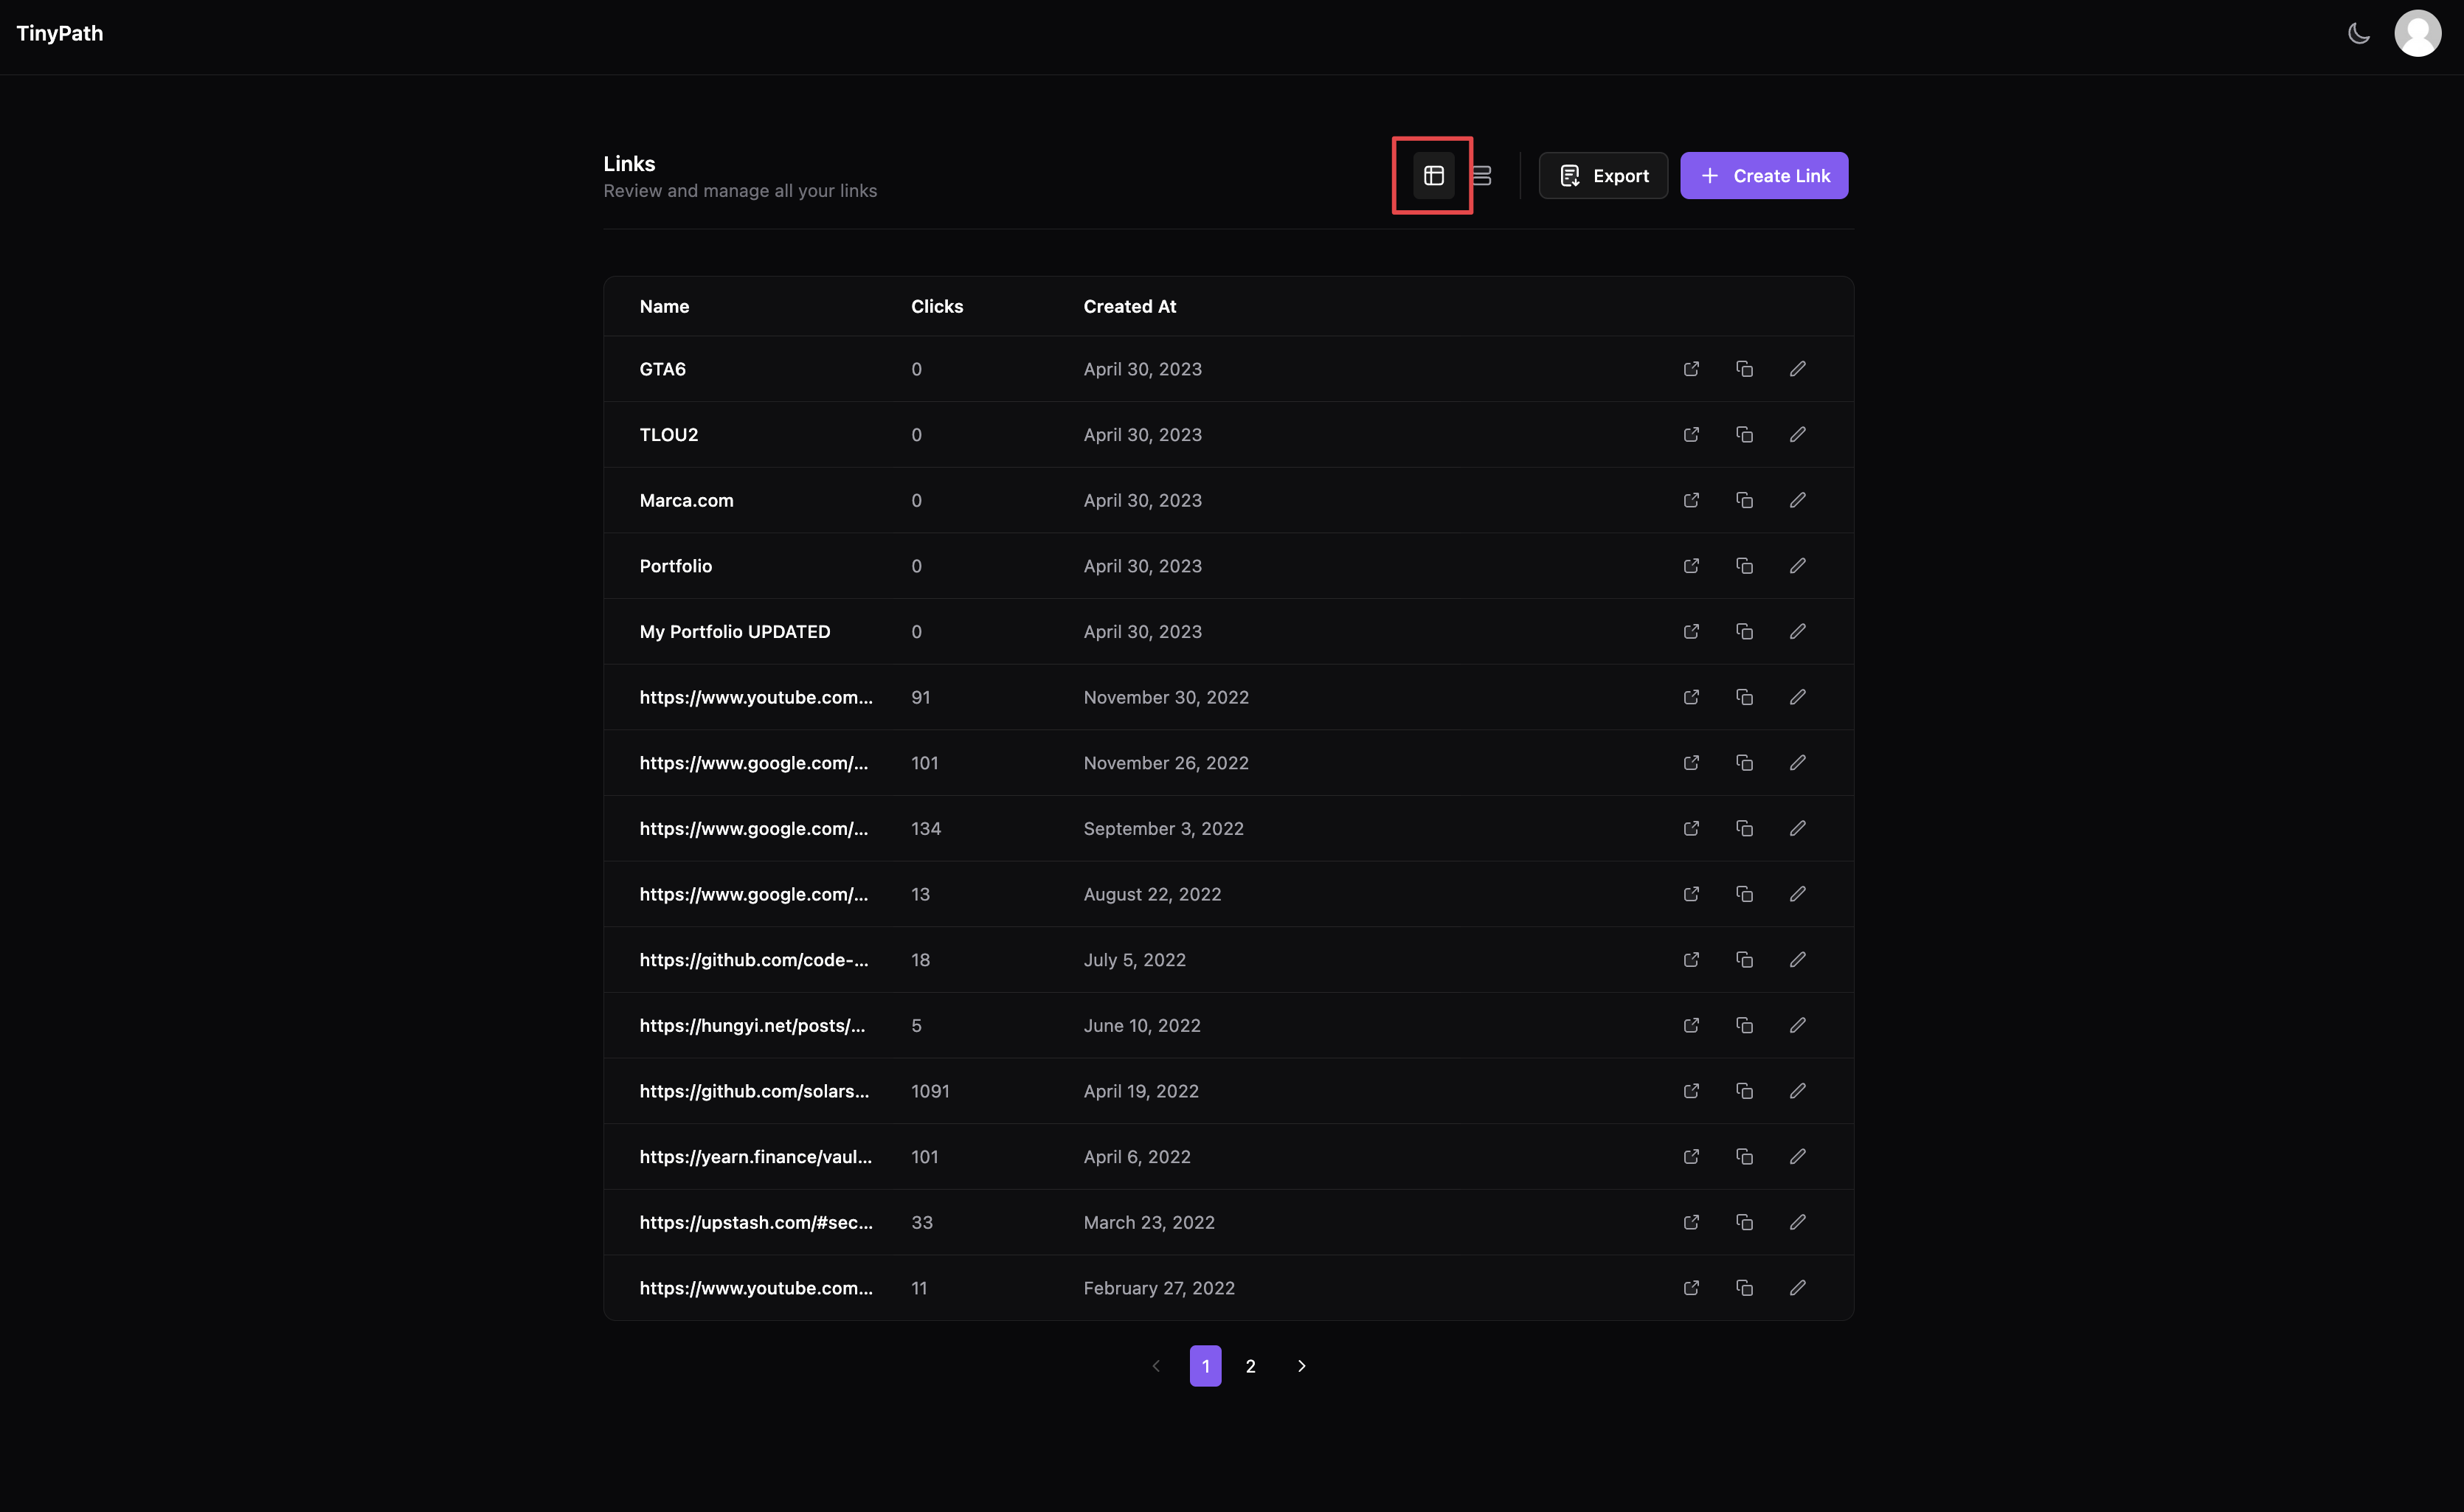 TinyPath
Links
Review and manage all your links
Export
Create Link
Name Clicks Created At
GTA6 0 April 30, 2023
TLOU2 0 April 30, 2023
Marca.com 0 April 30, 2023
Portfolio 0 April 30, 2023
My Portfolio UPDATED 0 April 30, 2023
https://www.youtube.com... 91 November 30, 2022
https://www.google.com/... 101 November 26, 2022
https://www.google.com/... 134 September 3, 2022
https://www.google.com/... 13 August 22, 2022
https://github.com/code-... 18 July 5, 2022
https://hungyi.net/posts/... 5 June 10, 2022
https://github.com/solars... 1091 April 19, 2022
https://yearn.finance/vaul... 101 April 6, 2022
https://upstash.com/#sec... 33 March 23, 2022
https://www.youtube.com... 11 February 27, 2022
1 2